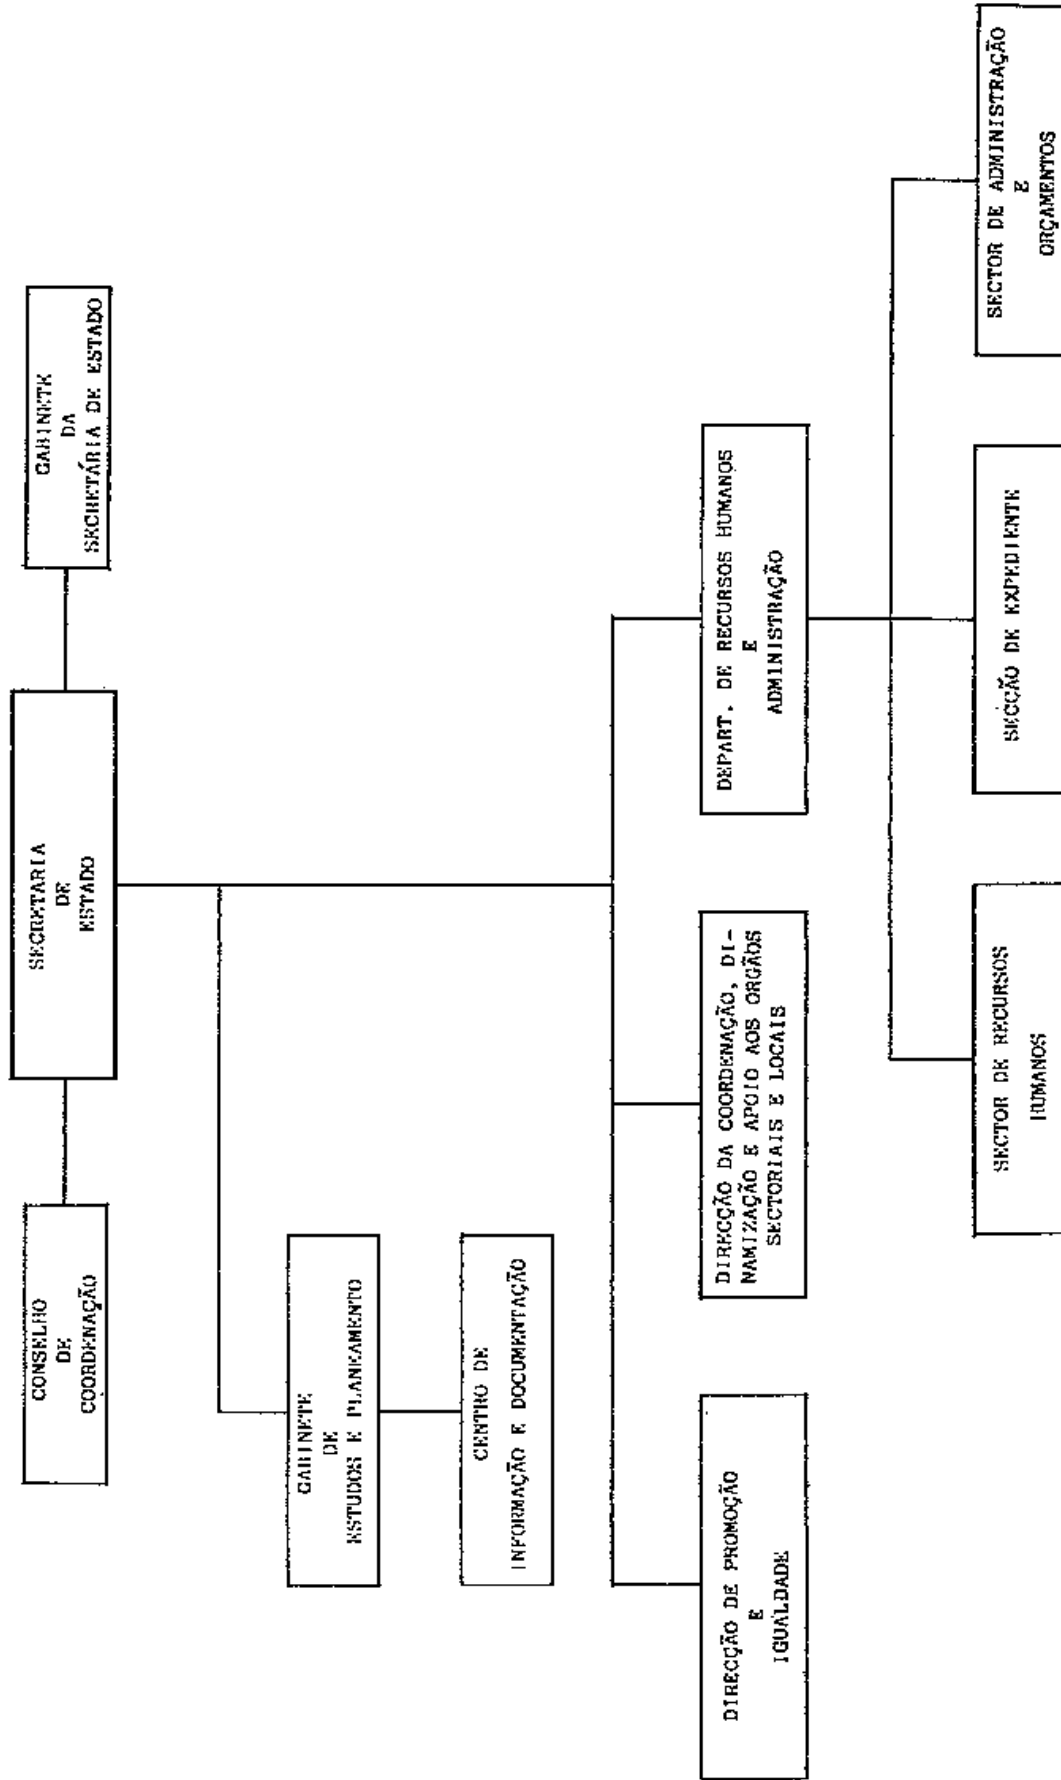 CONSELHO
DE
COORDENAÇÃO
SECRETARIA
DE
ESTADO
GABINETE
DA
SECRETÁRIA DE ESTADO
GABINETE
DE
ESTUDOS E PLANEAMENTO
CENTRO DE
INFORMAÇÃO E DOCUMENTAÇÃO
DIRECÇÃO DE PROMOÇÃO
E
IGUALDADE
DIRECÇÃO DA COORDENAÇÃO, DI-
NAMIZAÇÃO E APOIO AOS ORGÃOS
SECTORIAIS E LOCAIS
DEPART. DE RECURSOS HUMANOS
E
ADMINISTRAÇÃO
SECTOR DE RECURSOS
HUMANOS
SECÇÃO DE EXPEDIENTE
SECTOR DE ADMINISTRAÇÃO
E
ORÇAMENTOS